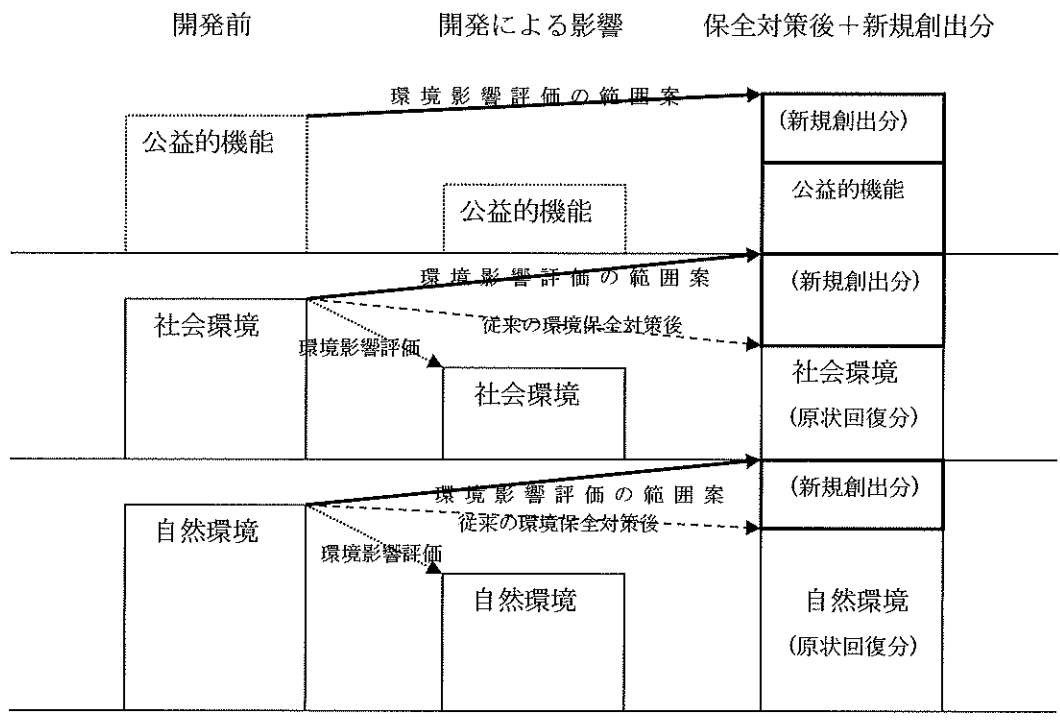 開発前
開発による影響
保全対策後＋新規創出分
環境影響評価の範囲案
公益的機能
公益的機能
(新規創出分)
公益的機能
環境影響評価の範囲案
社会環境
従来の環境保全対策後
環境影響評価
社会環境
(新規創出分)
社会環境
(原状回復分)
環境影響評価の範囲案
自然環境
従来の環境保全対策後
環境影響評価
自然環境
(新規創出分)
自然環境
(原状回復分)